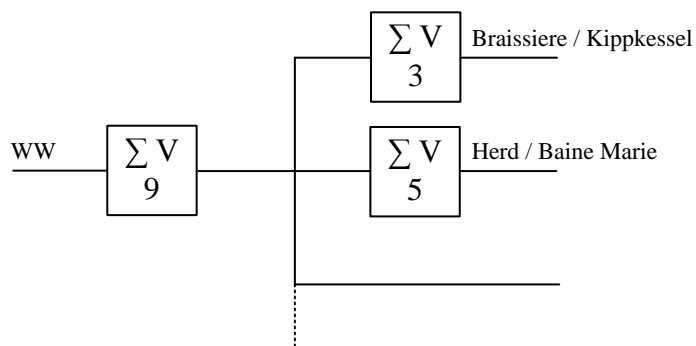 ∑ V
3
Braissiere / Kippkessel
WW
∑ V
9
∑ V
5
Herd / Baine Marie